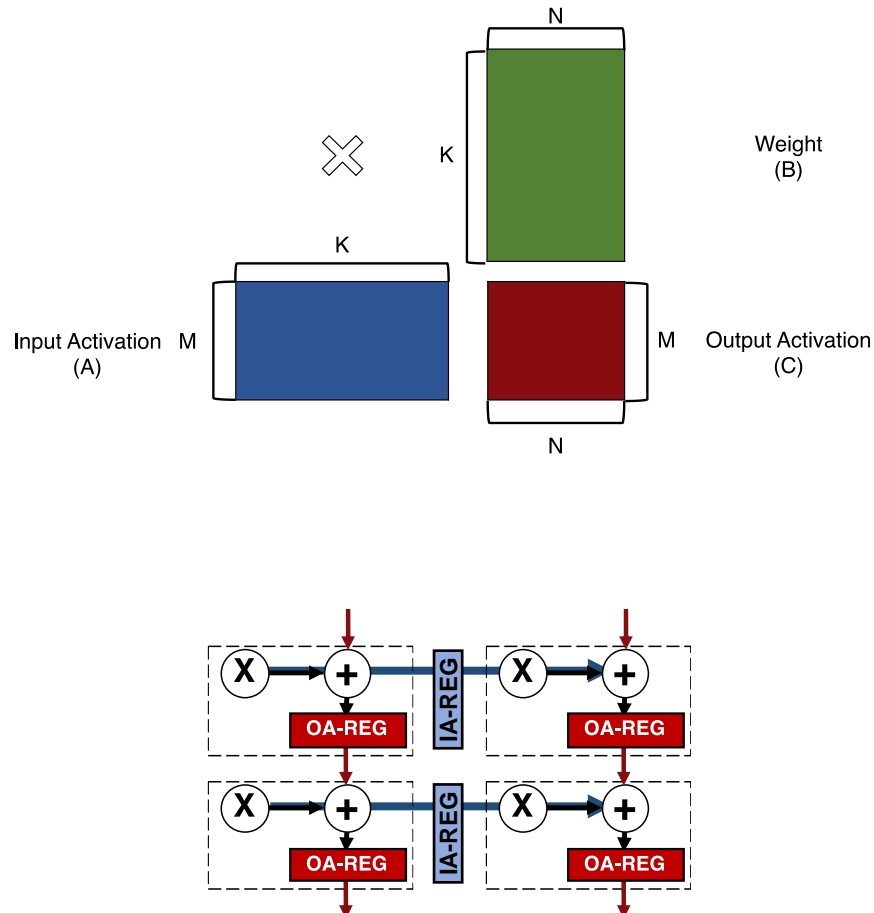 N
K
Weight
(B)
K
Input Activation
(A)
M
M
Output Activation
(C)
N
X
+
IA-REG
X
+
OA-REG
OA-REG
X
+
IA-REG
X
+
OA-REG
OA-REG